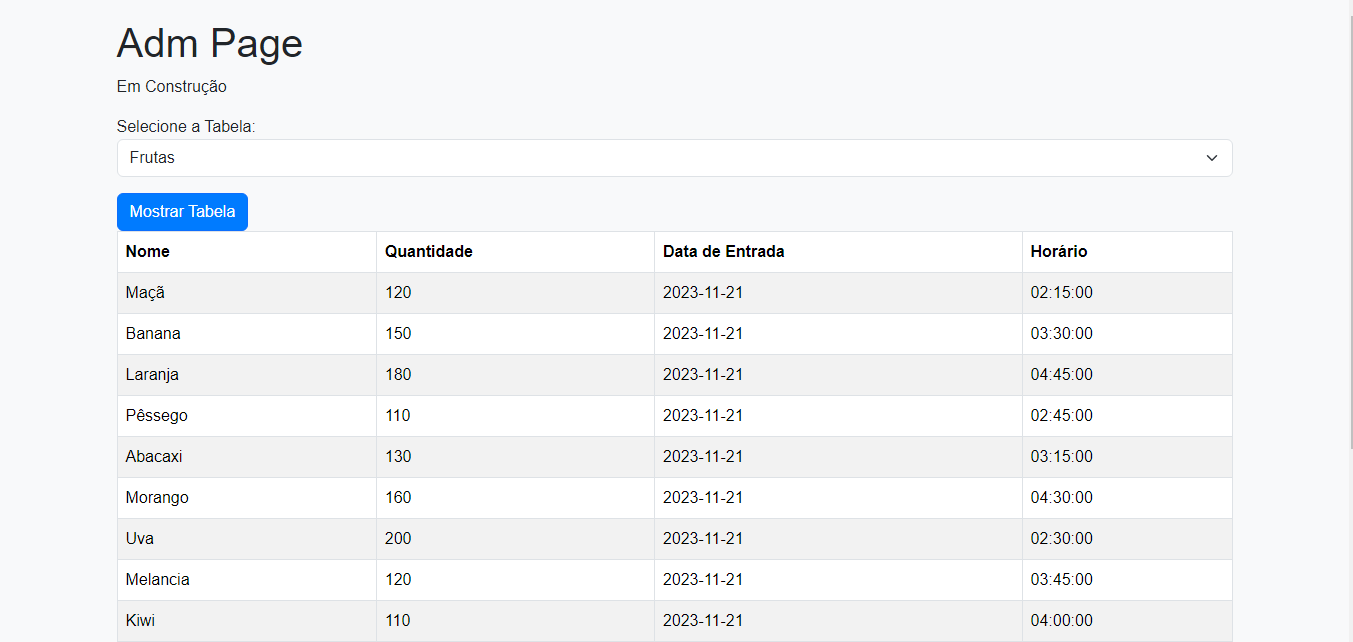 Adm Page
Em Construção
Selecione a Tabela:
Frutas
Mostrar Tabela
Nome Quantidade Data de Entrada Horário
Maçã 120 2023-11-21 02:15:00
Banana 150 2023-11-21 03:30:00
Laranja 180 2023-11-21 04:45:00
Pêssego 110 2023-11-21 02:45:00
Abacaxi 130 2023-11-21 03:15:00
Morango 160 2023-11-21 04:30:00
Uva 200 2023-11-21 02:30:00
Melancia 120 2023-11-21 03:45:00
Kiwi 110 2023-11-21 04:00:00